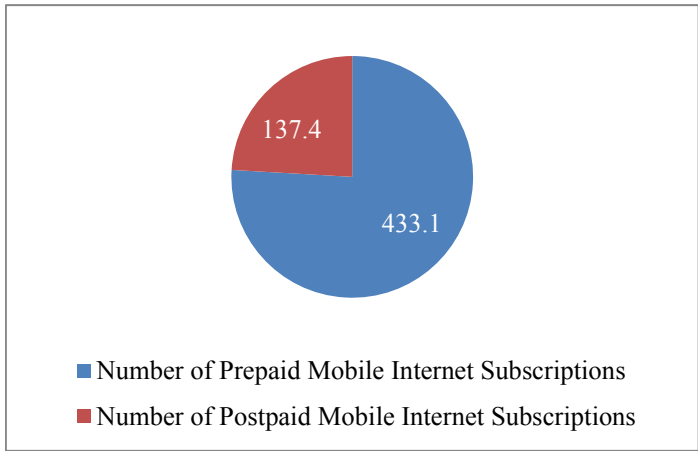 137.4
433.1
Number of Prepaid Mobile Internet Subscriptions
Number of Postpaid Mobile Internet Subscriptions